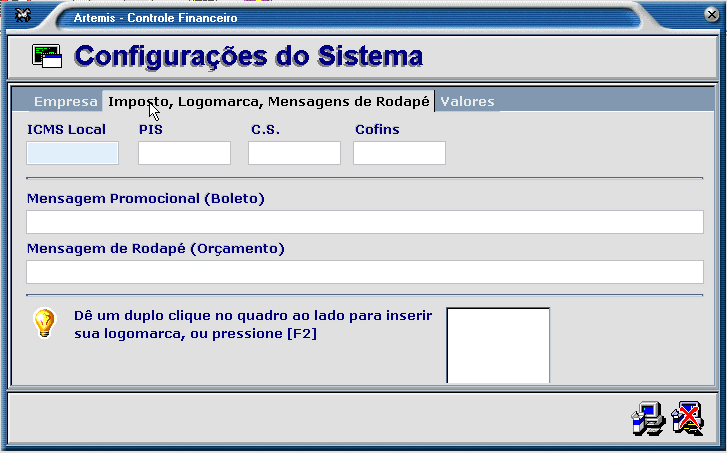 Artemis - Controle Financeiro
Configurações do Sistema
Empresa
Imposto, Logomarca, Mensagens de Rodapé
Valores
ICMS Local
PIS
C.S.
Cofins
Mensagem Promocional (Boleto)
Mensagem de Rodapé (Orçamento)
Dê um duplo clique no quadro ao lado para inserir
sua logomarca, ou pressione [F2]